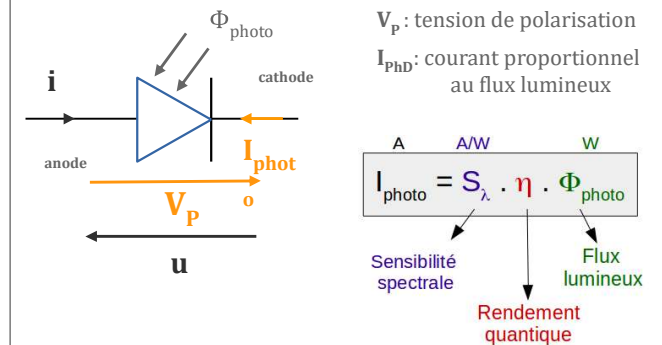 Φphoto
i
cathode
anode
Iphot
o
VP
u
VP : tension de polarisation
IPhD: courant proportionnel
au flux lumineux
A A/W W
Iphoto = Sλ . η . Φphoto
Sensibilité
spectrale
Flux
lumineux
Rendement
quantique